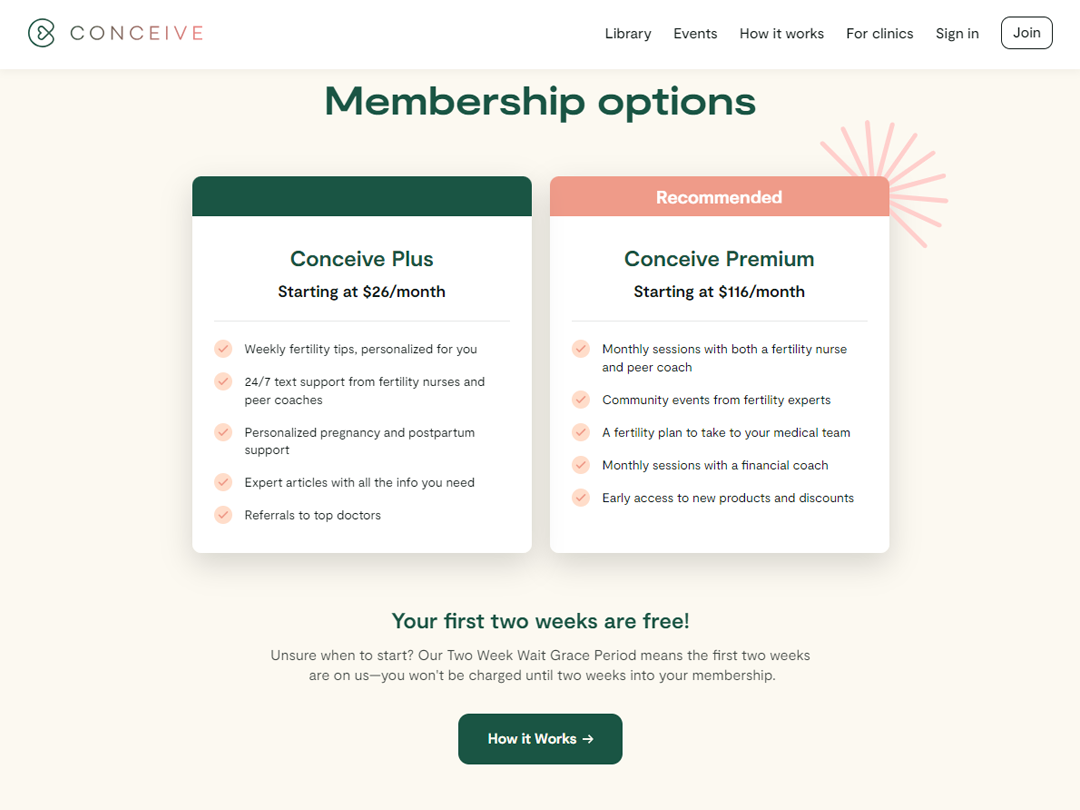 CONCEIVE
Library
Events
How it works
For clinics
Sign in
Join
Membership options
Conceive Plus
Starting at $26/month
Weekly fertility tips, personalized for you
24/7 text support from fertility nurses and
peer coaches
Personalized pregnancy and postpartum
support
Expert articles with all the info you need
Referrals to top doctors
Recommended
Conceive Premium
Starting at $116/month
Monthly sessions with both a fertility nurse
and peer coach
Community events from fertility experts
A fertility plan to take to your medical team
Monthly sessions with a financial coach
Early access to new products and discounts
Your first two weeks are free!
Unsure when to start? Our Two Week Wait Grace Period means the first two weeks
are on us—you won't be charged until two weeks into your membership.
How it Works →